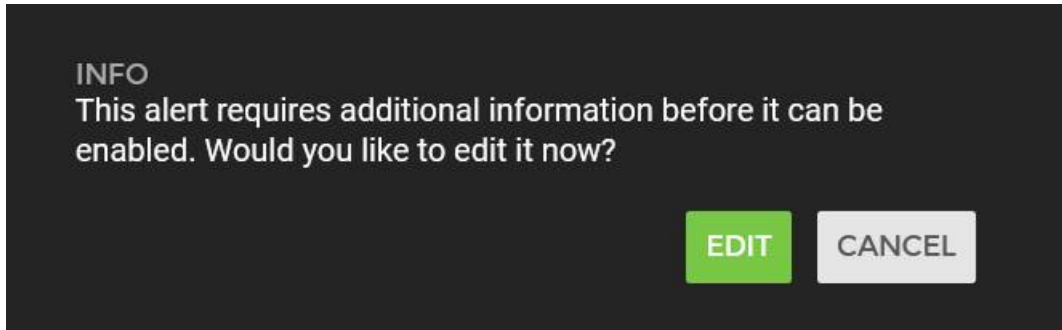 INFO
This alert requires additional information before it can be
enabled. Would you like to edit it now?
EDIT CANCEL